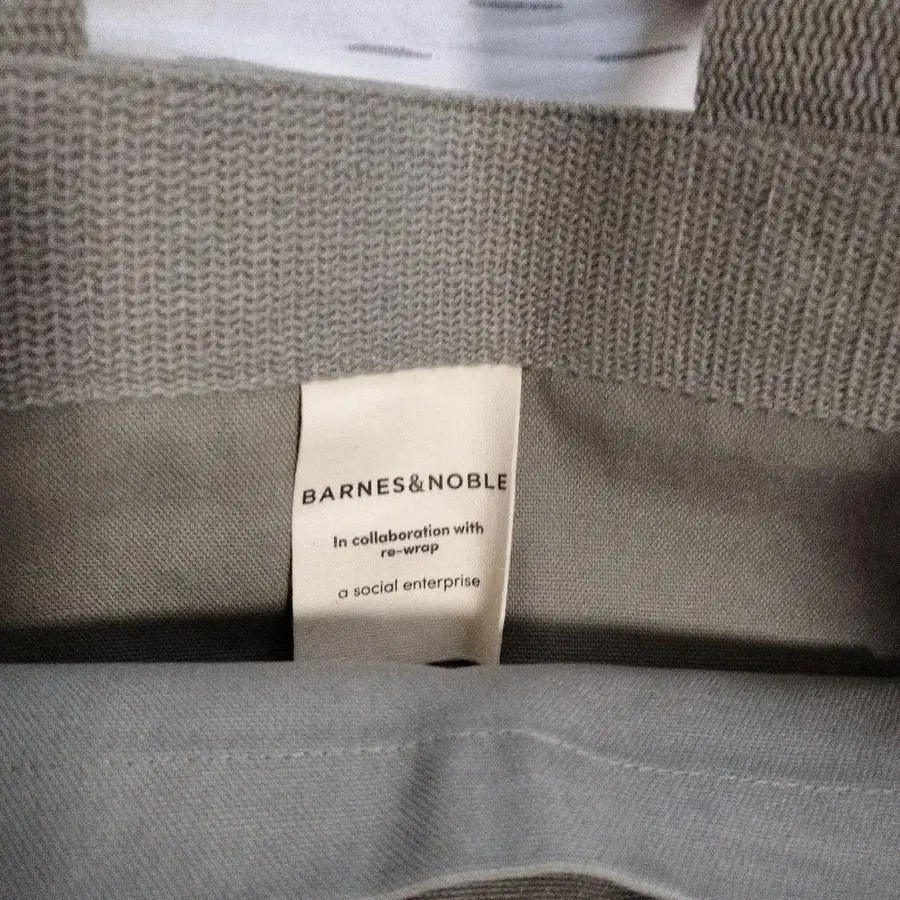 BARNES&NOBLE
In collaboration with
re-wrap
a social enterprise